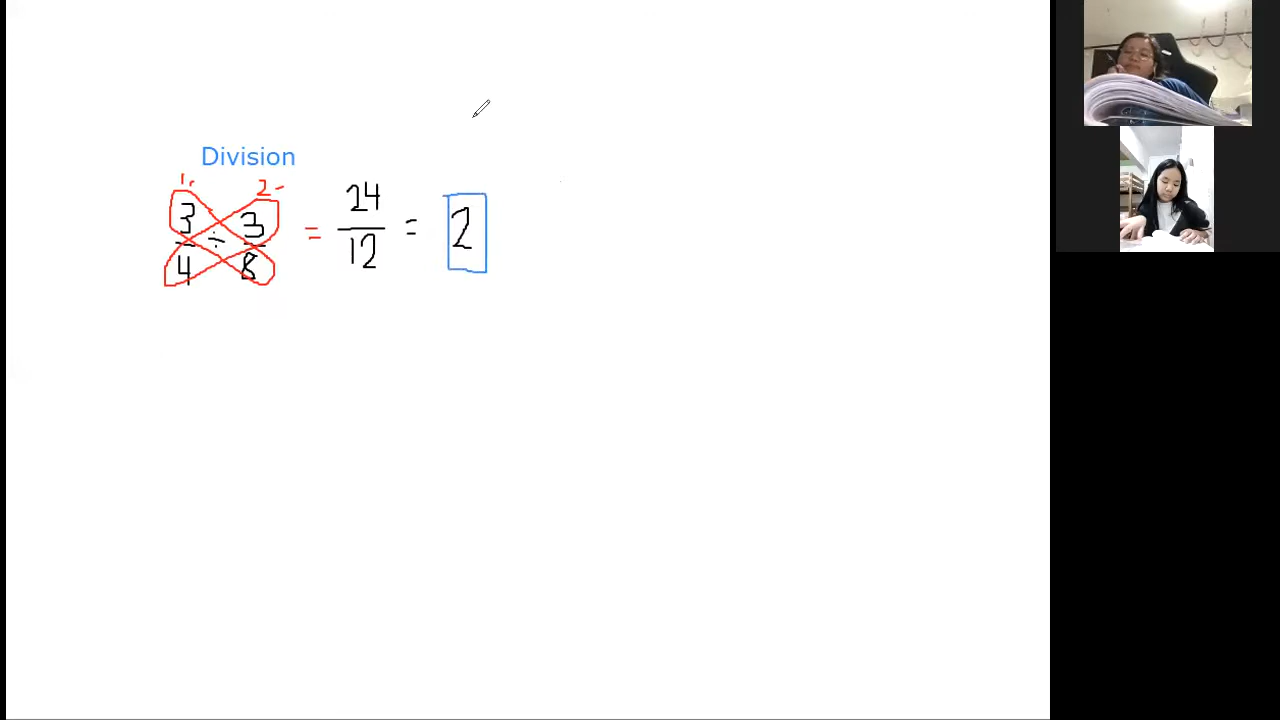 Division
1. 2-
3/4 ÷ 3/8 = 24/12 = 2